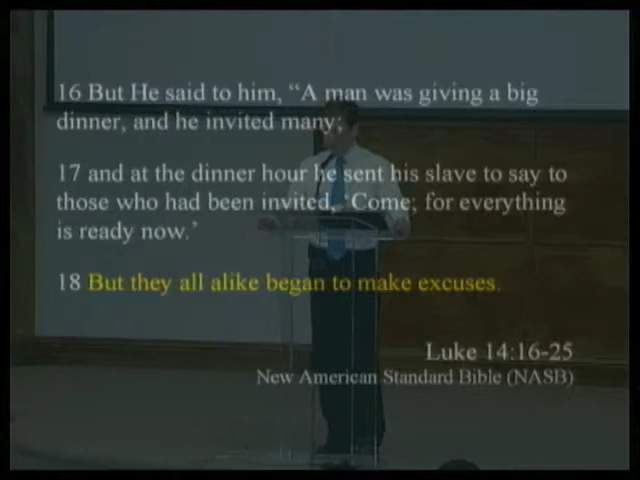 16 But He said to him, “A man was giving a big
dinner, and he invited many;
17 and at the dinner hour he sent his slave to say to
those who had been invited, ‘Come; for everything
is ready now.’
18 But they all alike began to make excuses.
Luke 14:16-25
New American Standard Bible (NASB)